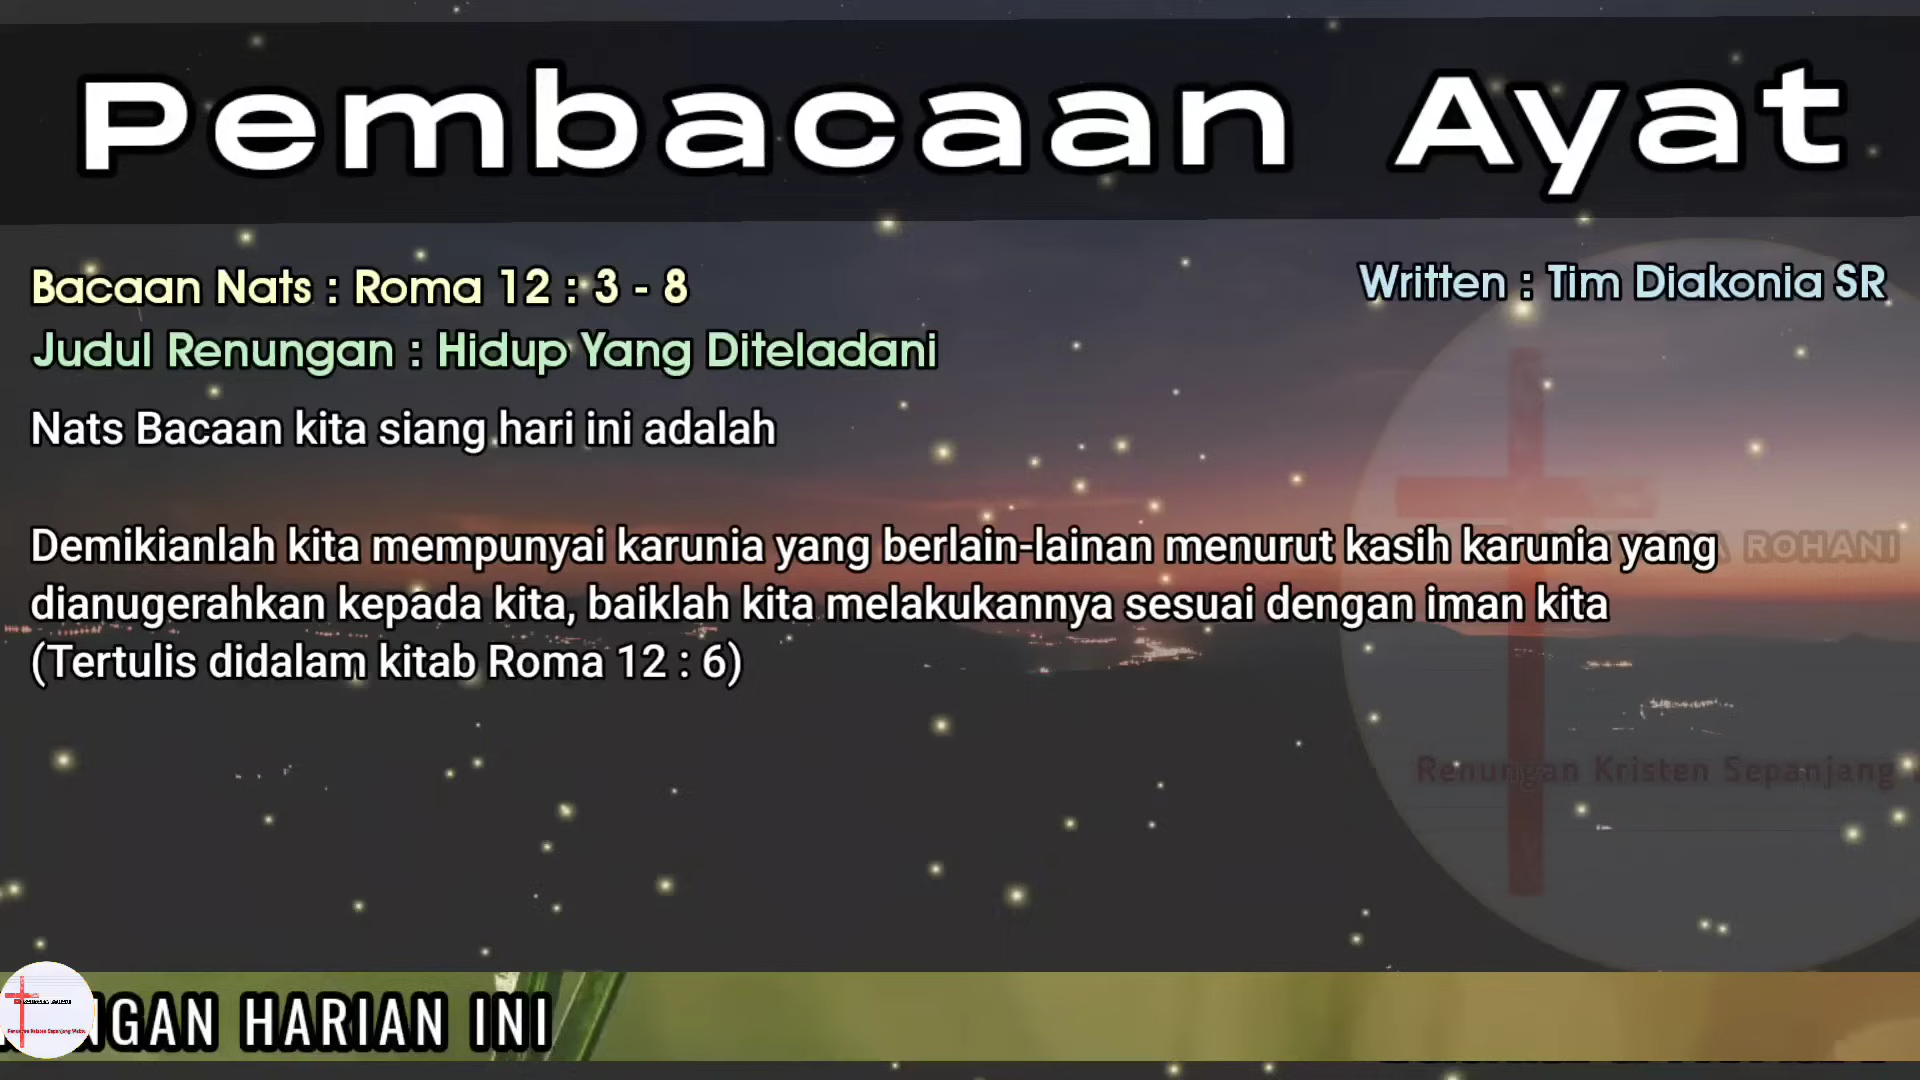 Pembacaan Ayat
Bacaan Nats : Roma 12 : 3 - 8
Written : Tim Diakonia SR
Judul Renungan : Hidup Yang Diteladani
Nats Bacaan kita siang hari ini adalah
Demikianlah kita mempunyai karunia yang berlain-lainan menurut kasih karunia yang
dianugerahkan kepada kita, baiklah kita melakukannya sesuai dengan iman kita
(Tertulis didalam kitab Roma 12 : 6)
ROHANI
Renungan Kristen Sepanjang
HARIAN INI